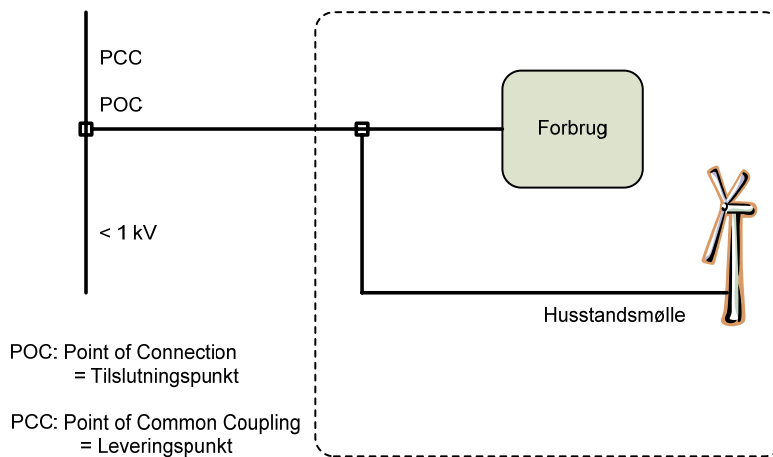 PCC
POC
Forbrug
< 1 kV
Husstandsmølle
POC: Point of Connection
= Tilslutningspunkt
PCC: Point of Common Coupling
= Leveringspunkt